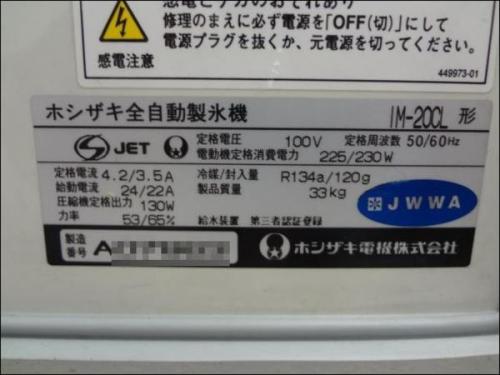 感電とケガのおそれあり
修理のまえに必ず電源を「OFF(切)」にして
電源プラグを抜くか、元電源を切ってください。
感電注意
449973-01
ホシザキ全自動製氷機 IM-20CL 形
JET 定格電圧 100V 定格周波数 50/60Hz
電動機定格消費電力 225/230W
定格電流 4.2/3.5A 冷媒/封入量 R134a/120g
始動電流 24/22A 製品質量 33kg
圧縮機定格出力 130W JWWA
力率 53/65% 給水装置 第三者認証登録
製造番号 A ホシザキ電機株式会社